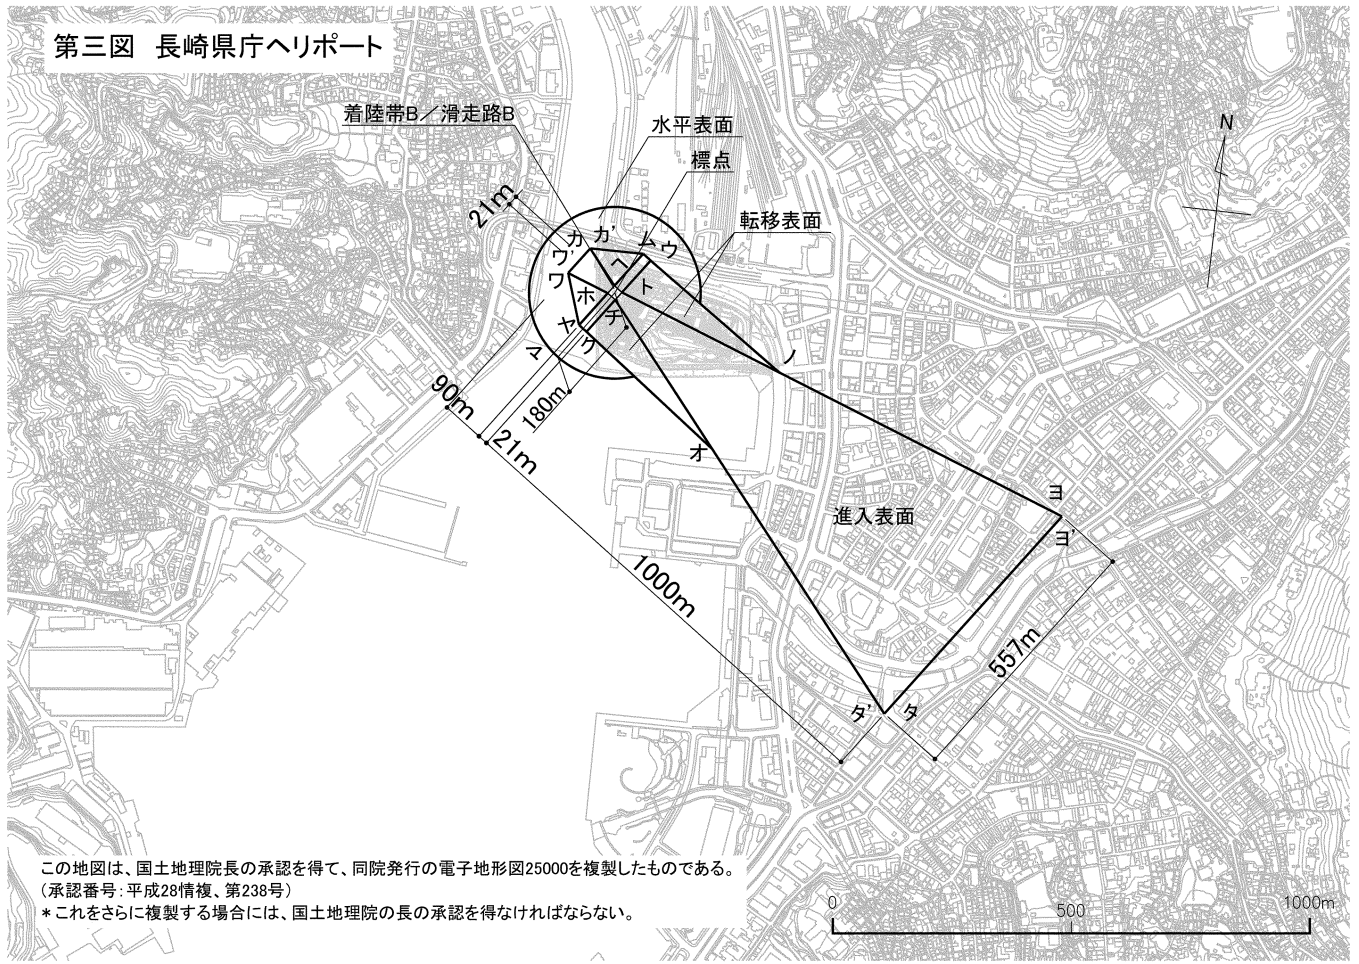 第三図　長崎県庁ヘリポート
着陸帯B／滑走路B
水平表面
標点
転移表面
N
21m
カ
カ'
ム
ウ
ワ'
ワ
ヘ
ト
ホ
チ
ヤ
ク
マ
ノ
90m
180m
21m
オ
ヨ
ヨ'
進入表面
1000m
557m
タ'
タ
この地図は、国土地理院長の承認を得て、同院発行の電子地形図25000を複製したものである。
（承認番号：平成28情複、第238号）
＊これをさらに複製する場合には、国土地理院の長の承認を得なければならない。
0
500
1000m